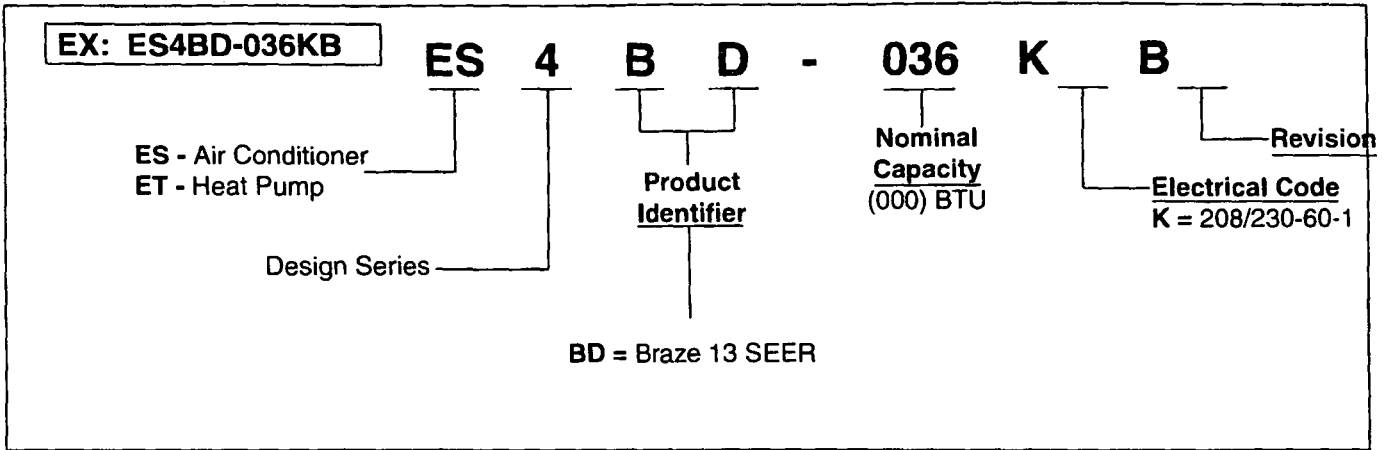 EX: ES4BD-036KB
ES 4 B D - 036 K B
ES - Air Conditioner
ET - Heat Pump
Design Series
Product
Identifier
BD = Braze 13 SEER
Nominal
Capacity
(000) BTU
Revision
Electrical Code
K = 208/230-60-1